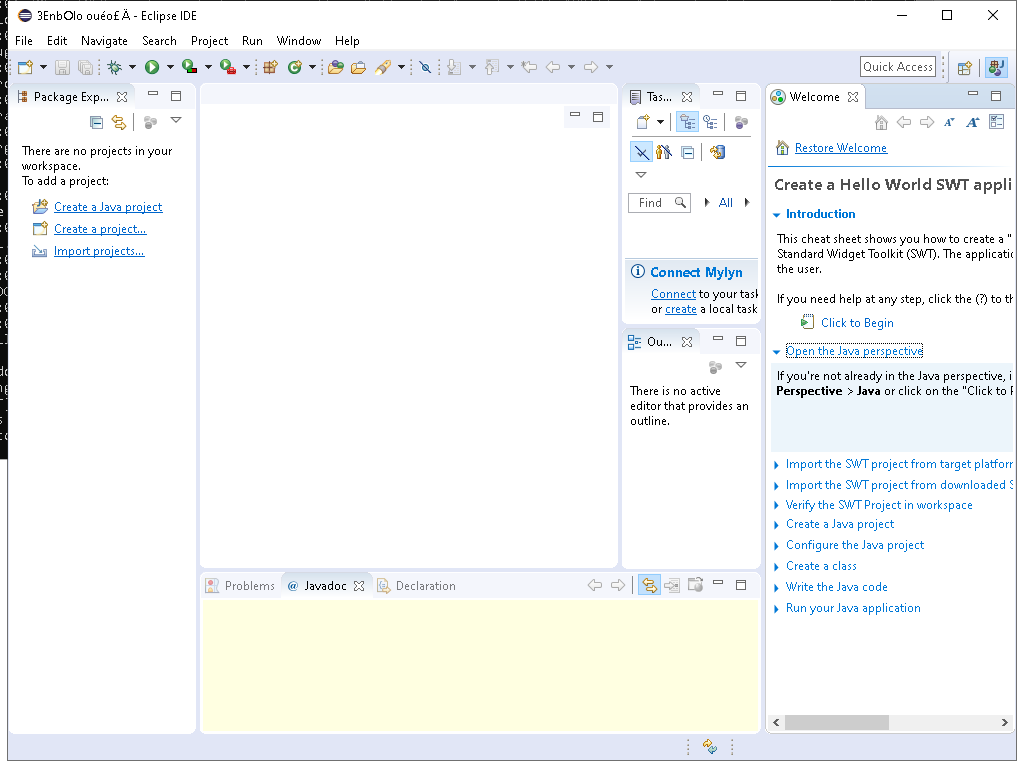 3EnbOlo ouéo£ Ä - Eclipse IDE
File Edit Navigate Search Project Run Window Help
Quick Access
Package Exp...
There are no projects in your
workspace.
To add a project:
Create a Java project
Create a project...
Import projects...
Tas...
Find
All
Connect Mylyn
Connect to your task
or create a local task
Ou...
There is no active
editor that provides an
outline.
Welcome
Restore Welcome
Create a Hello World SWT appli
Introduction
This cheat sheet shows you how to create a "
Standard Widget Toolkit (SWT). The applicatio
the user.
If you need help at any step, click the (?) to th
Click to Begin
Open the Java perspective
If you're not already in the Java perspective, i
Perspective > Java or click on the "Click to P
Import the SWT project from target platform
Import the SWT project from downloaded S
Verify the SWT Project in workspace
Create a Java project
Configure the Java project
Create a class
Write the Java code
Run your Java application
Problems @ Javadoc Declaration